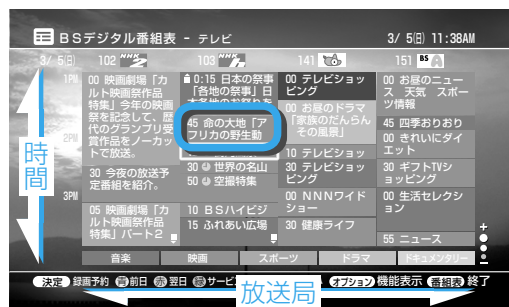 BSデジタル番組表 - テレビ
3/ 5(日) 11:38AM
3/ 5(日)
102
103
141
151 BS
1PM
2PM
3PM
00 映画劇場「カ
ルト映画祭作品
特集」今年の映画
祭を記念して、歴
代のグランプリ受
賞作品をノーカッ
トで放送。
30 今夜の放送予
定番組を紹介。
05 映画劇場「カ
ルト映画祭作品
特集」パート2
0:15 日本の祭事
「各地の祭事」日
45 命の大地「ア
フリカの野生動
30 世界の名山
50 空撮特集
10 BSハイビジ
15 ふれあい広場
00 テレビショッ
ピング
00 お昼のドラマ
「家族のだんらん
その風景」
10 テレビショッ
30 テレビショッ
ピング
00 NNNワイド
ショー
30 健康ライフ
00 お昼のニュー
ス 天気 スポー
ツ情報
45 四季おりおり
00 きれいにダイ
エット
30 ギフトTVシ
ョッピング
00 生活セレクシ
ョン
55 ニュース
時間
音楽 映画 スポーツ ドラマ ドキュメンタリー
決定 録画予約 青 前日 赤 翌日 サービ オプション 機能表示 番組表 終了
放送局